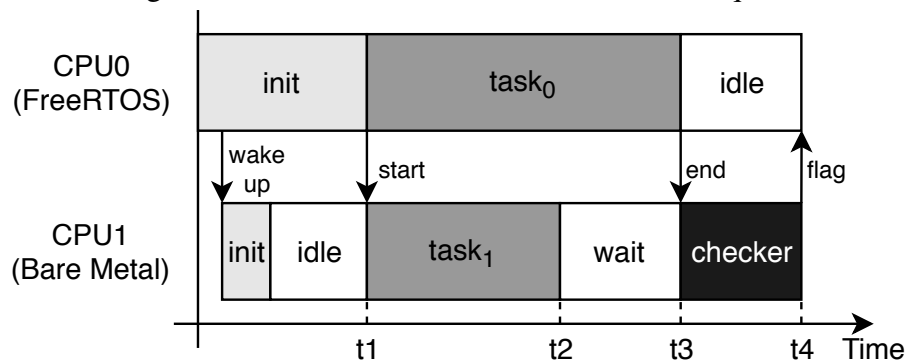 CPU0
(FreeRTOS)
init
task0
idle
wake
up
start
end
flag
CPU1
(Bare Metal)
init
idle
task1
wait
checker
t1
t2
t3
t4
Time